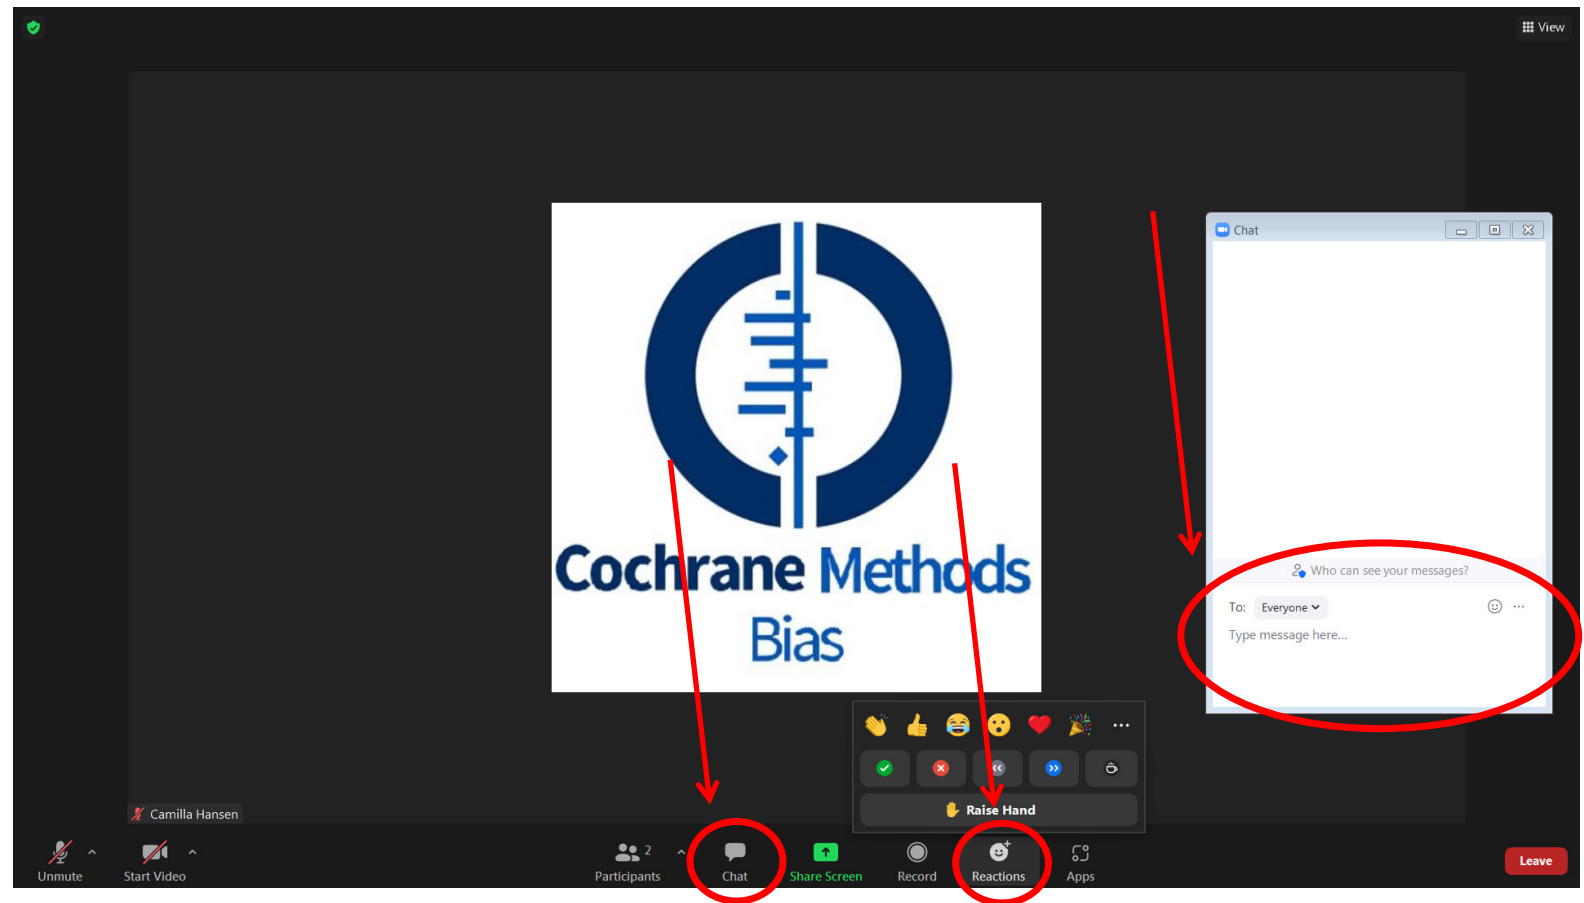 View
Chat
Cochrane Methods
Bias
Who can see your messages?
To: Everyone
Type message here...
Raise Hand
Camilla Hansen
2
Unmute
Start Video
Participants
Chat
Share Screen
Record
Reactions
Apps
Leave